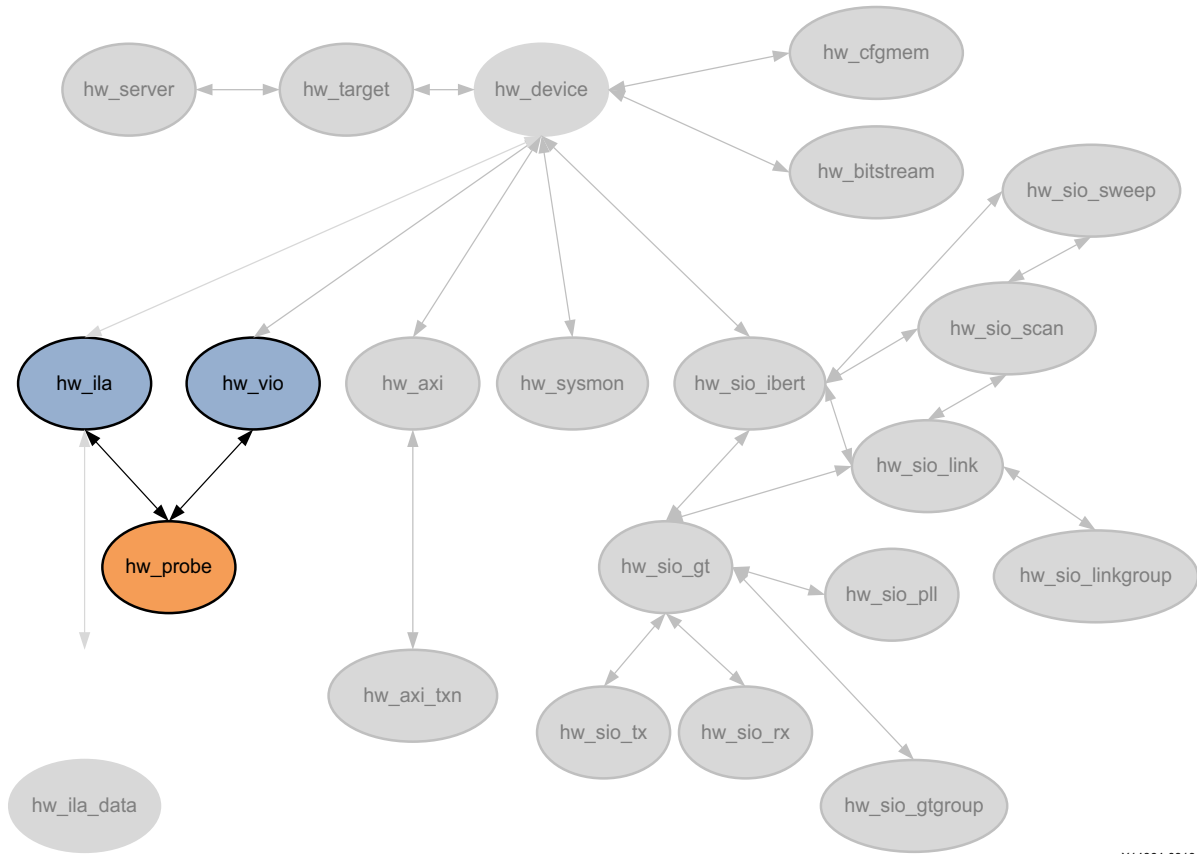 hw_server
hw_target
hw_device
hw_cfgmem
hw_bitstream
hw_sio_sweep
hw_sio_scan
hw_ila
hw_vio
hw_axi
hw_sysmon
hw_sio_ibert
hw_sio_link
hw_probe
hw_sio_gt
hw_sio_pll
hw_sio_linkgroup
hw_axi_txn
hw_sio_tx
hw_sio_rx
hw_ila_data
hw_sio_gtgroup